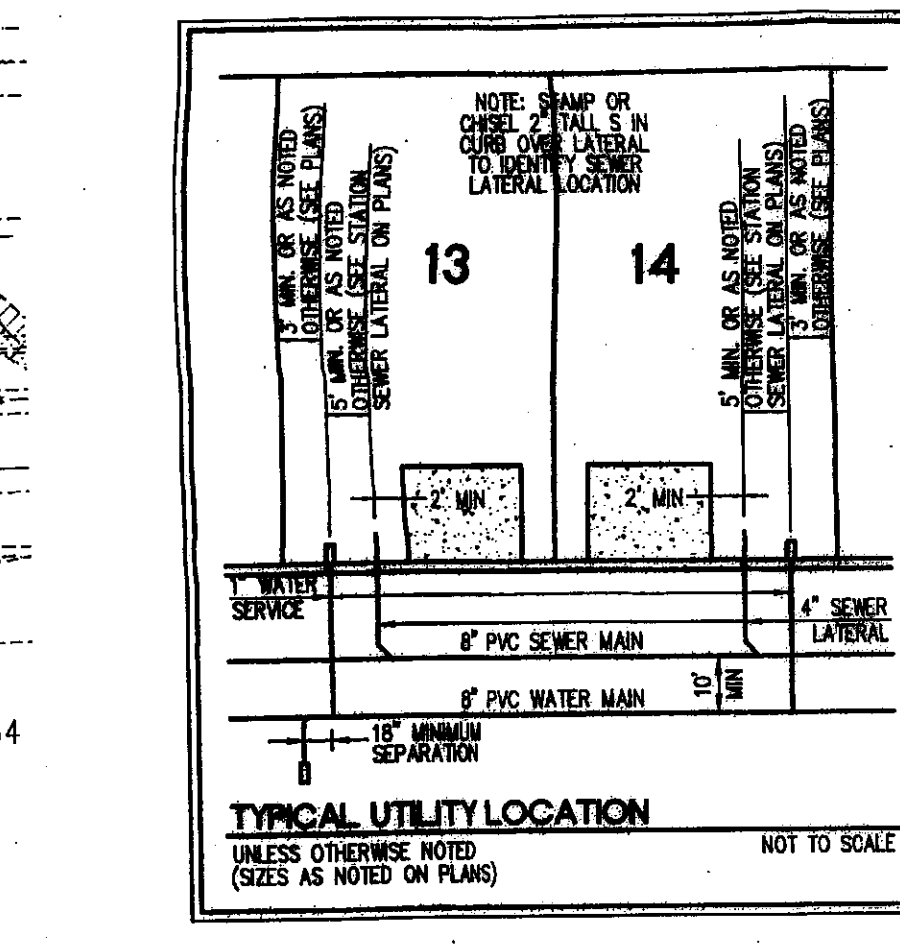 NOTE: STAMP OR
CHISEL 2" TALL S IN
CURB OVER LATERAL
TO IDENTIFY SEWER
LATERAL LOCATION
3' MIN. OR AS NOTED
OTHERWISE (SEE PLANS)
5' MIN. OR AS NOTED
OTHERWISE (SEE STATION
SEWER LATERAL ON PLANS)
13
14
5' MIN. OR AS NOTED
OTHERWISE (SEE STATION
SEWER LATERAL ON PLANS)
3' MIN. OR AS NOTED
OTHERWISE (SEE PLANS)
2' MIN
2' MIN
1" WATER
SERVICE
4" SEWER
LATERAL
8" PVC SEWER MAIN
10'
MIN
8" PVC WATER MAIN
18" MINIMUM
SEPARATION
TYPICAL UTILITY LOCATION
UNLESS OTHERWISE NOTED
(SIZES AS NOTED ON PLANS)
NOT TO SCALE
4